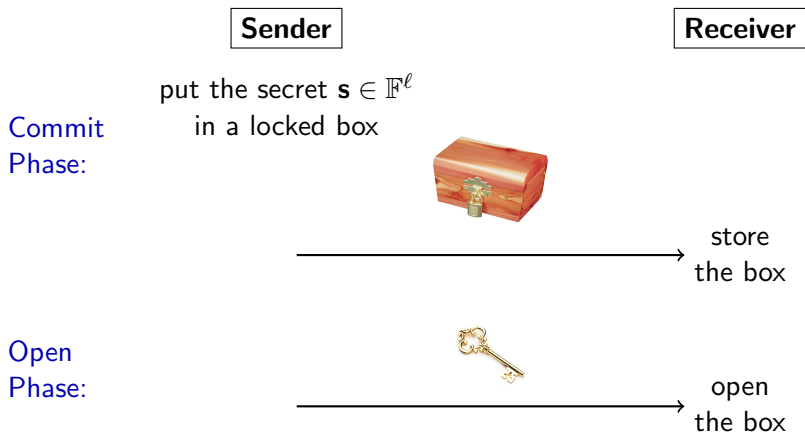 Sender
Receiver
put the secret s ∈ 𝔽^ℓ
in a locked box
Commit
Phase:
store
the box
Open
Phase:
open
the box